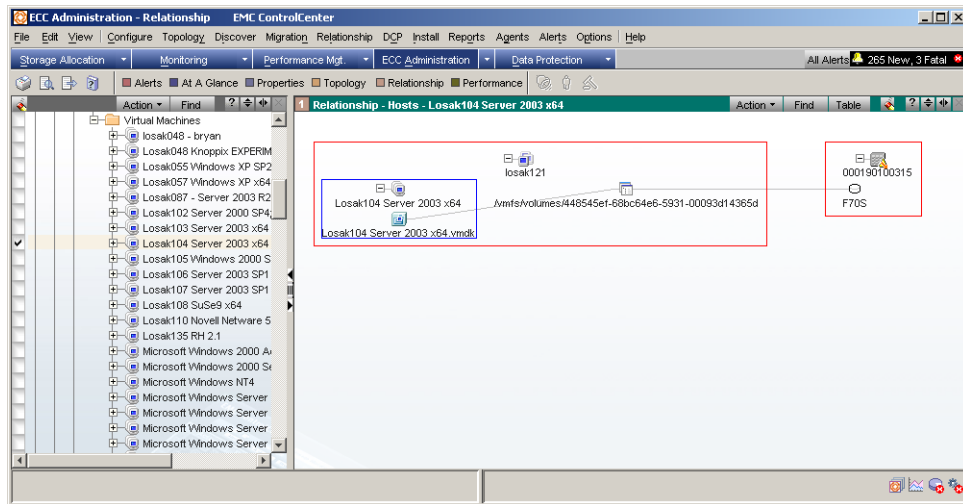 ECC Administration - Relationship EMC ControlCenter
File Edit View Configure Topology Discover Migration Relationship DCP Install Reports Agents Alerts Options Help
Storage Allocation Monitoring Performance Mgt. ECC Administration Data Protection All Alerts 265 New, 3 Fatal
Alerts At A Glance Properties Topology Relationship Performance
Action Find ?
1 Relationship - Hosts - Losak104 Server 2003 x64 Action Find Table ?
Virtual Machines
losak048 - bryan
Losak048 Knoppix EXPERIM
Losak055 Windows XP SP2
Losak057 Windows XP x64
Losak087 - Server 2003 R2
Losak102 Server 2000 SP4;
Losak103 Server 2003 x64
Losak104 Server 2003 x64
Losak105 Windows 2000 S
Losak106 Server 2003 SP1
Losak107 Server 2003 SP1
Losak108 SuSe9 x64
Losak110 Novell Netware 5
Losak135 RH 2.1
Microsoft Windows 2000 A
Microsoft Windows 2000 Se
Microsoft Windows NT4
Microsoft Windows Server
Microsoft Windows Server
Microsoft Windows Server
Microsoft Windows Server
losak121
000190100315
Losak104 Server 2003 x64
/vmfs/volumes/448545ef-68bc64e6-5931-00093d14365d
F70S
Losak104 Server 2003 x64.vmdk